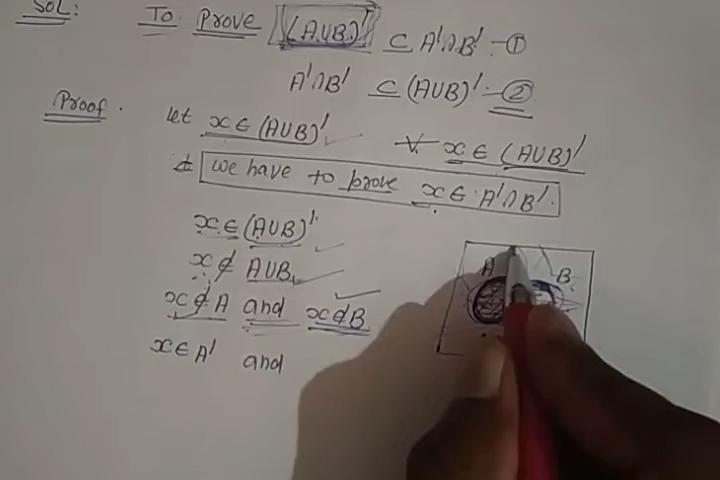 SOL:
To Prove (A∪B)' ⊂ A'∩B' - ①
A'∩B' ⊂ (A∪B)' - ②
Proof.
let x ∈ (A∪B)' ∀ x ∈ (A∪B)'
we have to prove x ∈ A'∩B'.
x ∈ (A∪B)'
x ∉ A∪B
x ∉ A and x ∉ B
x ∈ A' and
A B